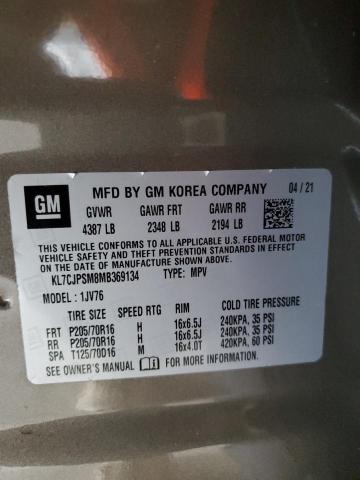 GM
MFD BY GM KOREA COMPANY 04/21
GVWR GAWR FRT GAWR RR
4387 LB 2348 LB 2194 LB
THIS VEHICLE CONFORMS TO ALL APPLICABLE U.S. FEDERAL MOTOR
VEHICLE SAFETY AND THEFT PREVENTION STANDARDS IN EFFECT ON
THE DATE OF MANUFACTURE SHOWN ABOVE.
KL7CJPSM8MB369134 TYPE: MPV
MODEL: 1JV76
TIRE SIZE SPEED RTG RIM COLD TIRE PRESSURE
FRT P205/70R16 H 16x6.5J 240KPA, 35 PSI
RR P205/70R16 H 16x6.5J 240KPA, 35 PSI
SPA T125/70D16 M 16x4.0T 420KPA, 60 PSI
SEE OWNER'S MANUAL FOR MORE INFORMATION.